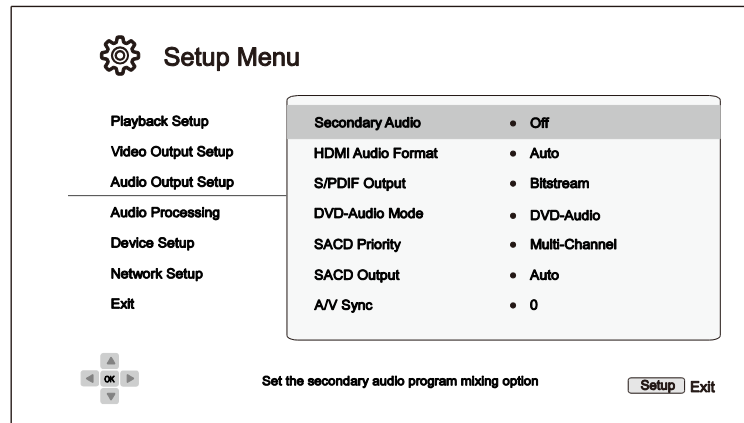 Setup Menu
Playback Setup
Video Output Setup
Audio Output Setup
Audio Processing
Device Setup
Network Setup
Exit
Secondary Audio • Off
HDMI Audio Format • Auto
S/PDIF Output • Bitstream
DVD-Audio Mode • DVD-Audio
SACD Priority • Multi-Channel
SACD Output • Auto
A/V Sync • 0
OK
Set the secondary audio program mixing option
Setup Exit